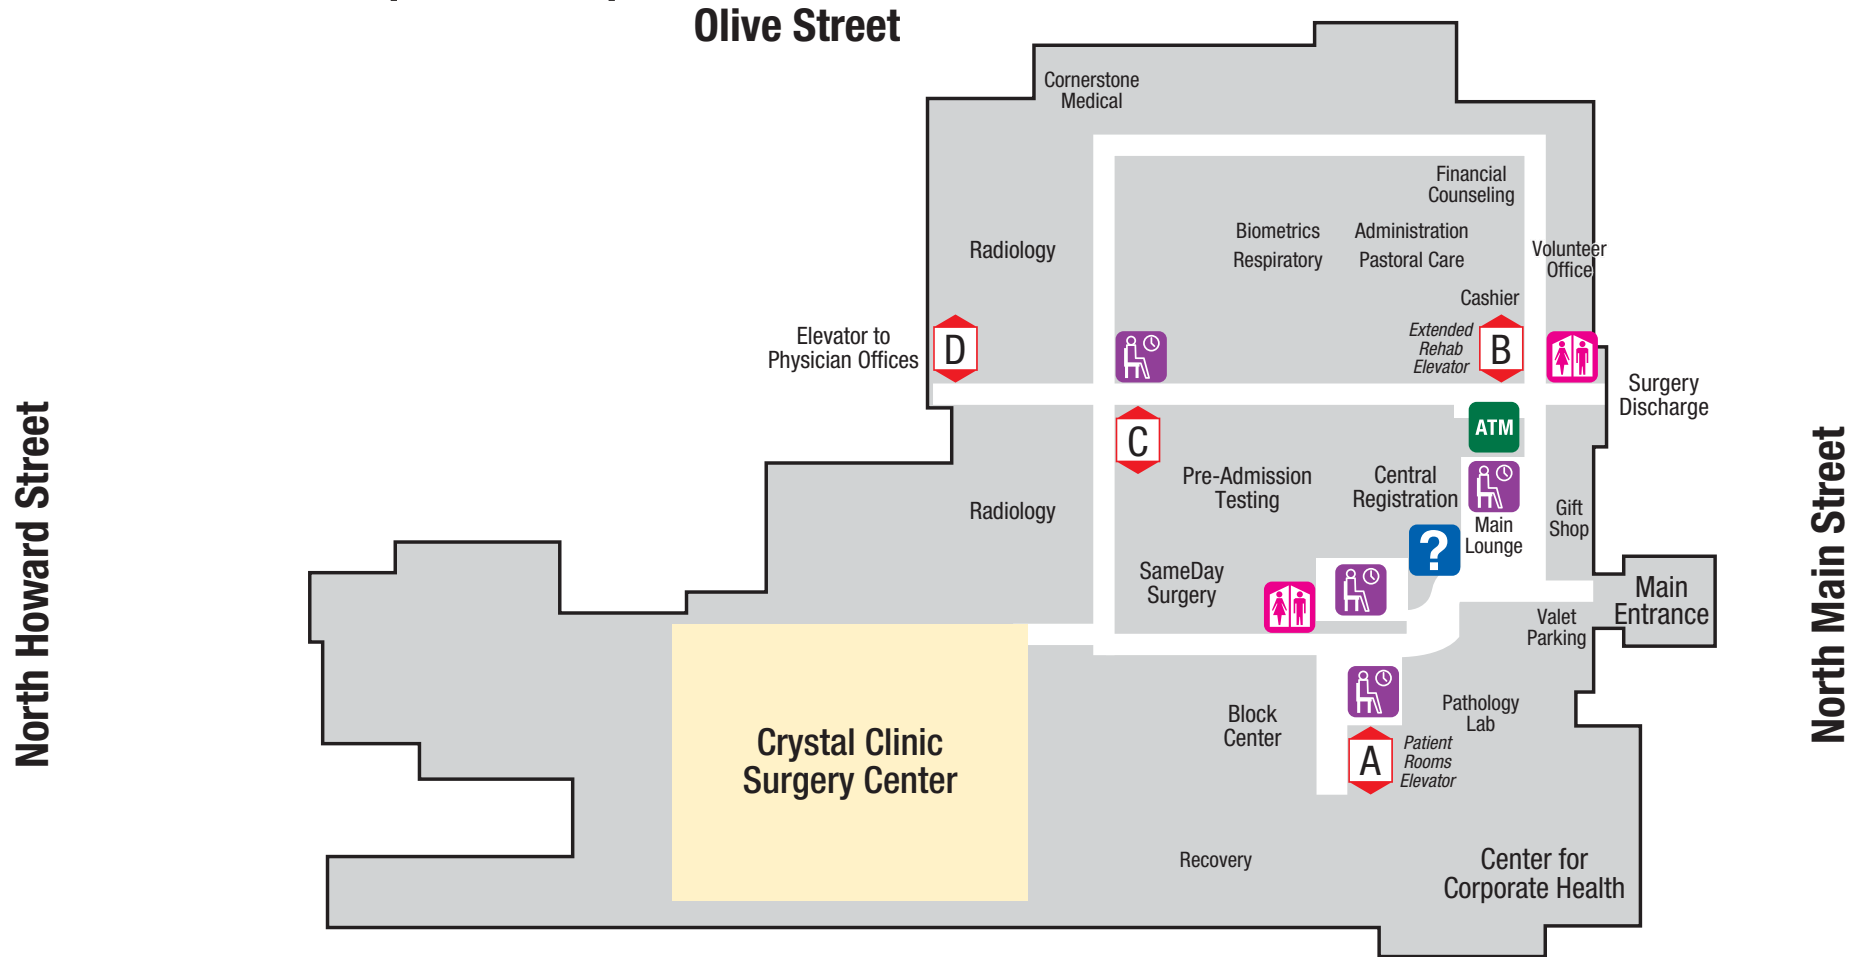 Olive Street
Cornerstone
Medical
Financial
Counseling
Biometrics
Administration
Respiratory
Pastoral Care
Radiology
Volunteer
Office
Cashier
Elevator to
Physician Offices
D
Extended
Rehab
Elevator
B
Surgery
Discharge
C
ATM
Pre-Admission
Testing
Central
Registration
Radiology
Main
Lounge
Gift
Shop
?
SameDay
Surgery
Main
Entrance
Valet
Parking
North Howard Street
North Main Street
Block
Center
Pathology
Lab
A
Patient
Rooms
Elevator
Crystal Clinic
Surgery Center
Recovery
Center for
Corporate Health